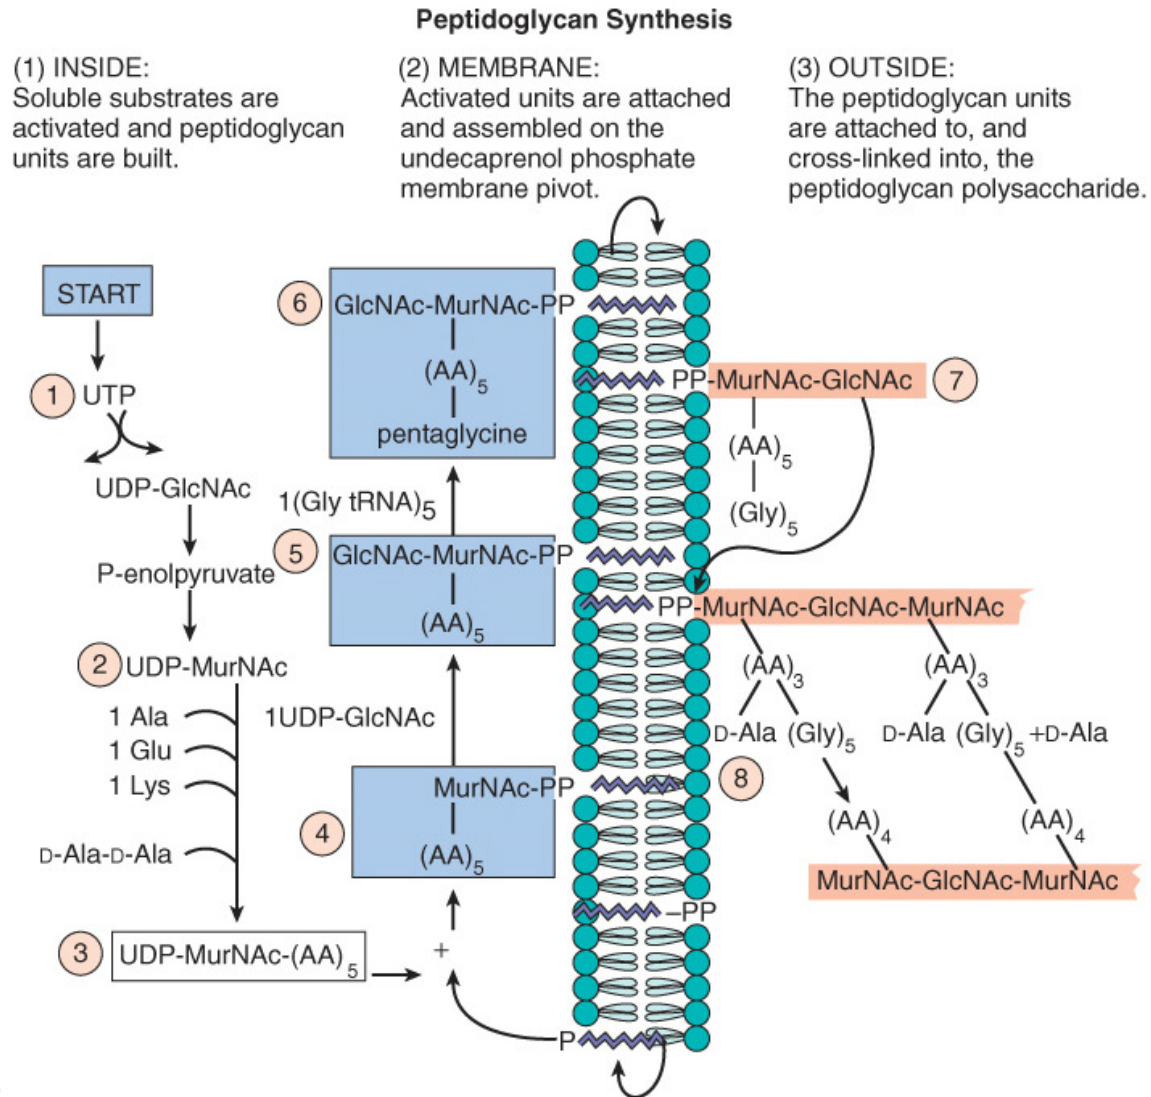 Peptidoglycan Synthesis
(1) INSIDE:
Soluble substrates are
activated and peptidoglycan
units are built.
(2) MEMBRANE:
Activated units are attached
and assembled on the
undecaprenol phosphate
membrane pivot.
(3) OUTSIDE:
The peptidoglycan units
are attached to, and
cross-linked into, the
peptidoglycan polysaccharide.
START
1 UTP
UDP-GlcNAc
P-enolpyruvate
2 UDP-MurNAc
1 Ala
1 Glu
1 Lys
D-Ala-D-Ala
3 UDP-MurNAc-(AA)5
+
P
4
MurNAc-PP
(AA)5
1UDP-GlcNAc
5
GlcNAc-MurNAc-PP
(AA)5
1(Gly tRNA)5
6
GlcNAc-MurNAc-PP
(AA)5
pentaglycine
PP-MurNAc-GlcNAc 7
(AA)5
(Gly)5
PP-MurNAc-GlcNAc-MurNAc
(AA)3 (AA)3
D-Ala (Gly)5 D-Ala (Gly)5 +D-Ala
8
(AA)4 (AA)4
MurNAc-GlcNAc-MurNAc
–PP